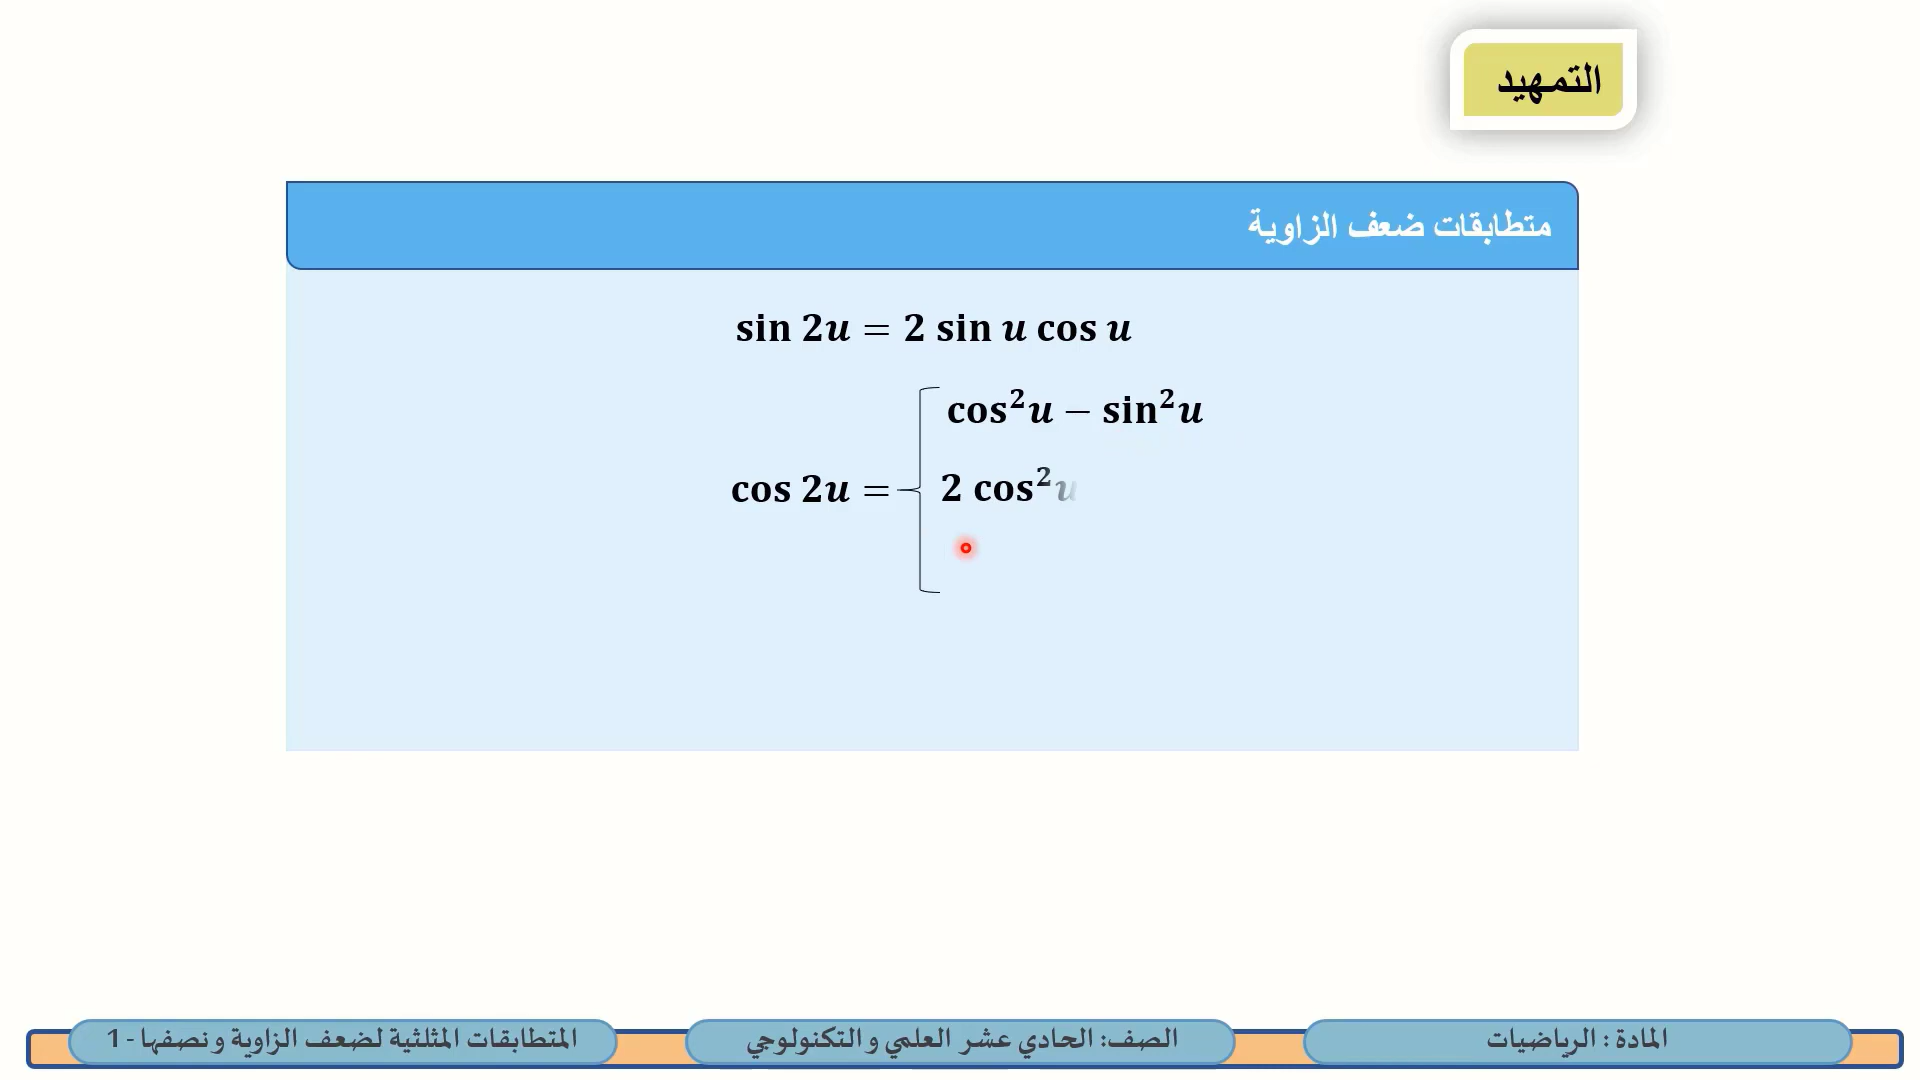 التمهيد
متطابقات ضعف الزاوية
sin 2u = 2 sin u cos u
cos²u − sin²u
cos 2u = 2 cos²u
المادة : الرياضيات
الصف: الحادي عشر العلمي والتكنولوجي
المتطابقات المثلثية لضعف الزاوية ونصفها - 1